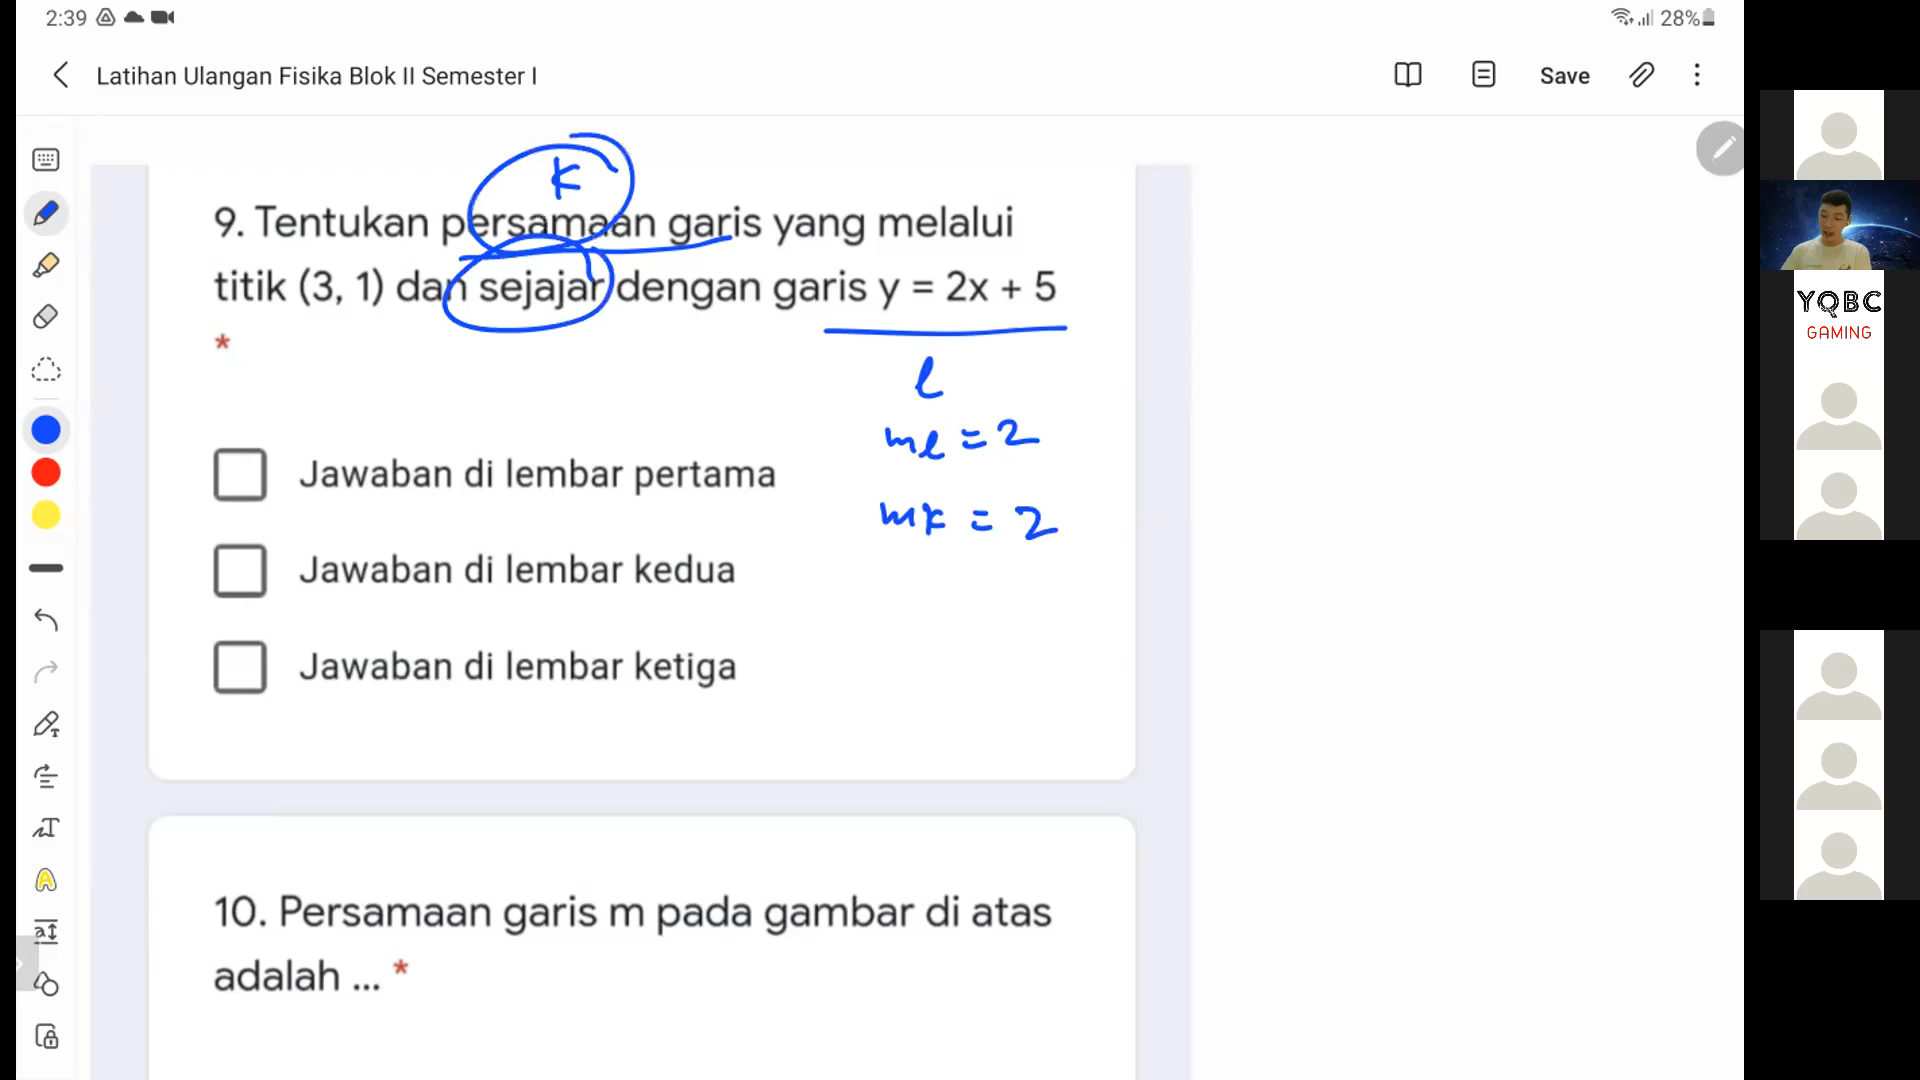 2:39
28%
Latihan Ulangan Fisika Blok II Semester I
Save
k
9. Tentukan persamaan garis yang melalui
titik (3, 1) dan sejajar dengan garis y = 2x + 5
*
l
ml = 2
Jawaban di lembar pertama
mk = 2
Jawaban di lembar kedua
Jawaban di lembar ketiga
10. Persamaan garis m pada gambar di atas
adalah ... *
YQBC
GAMING